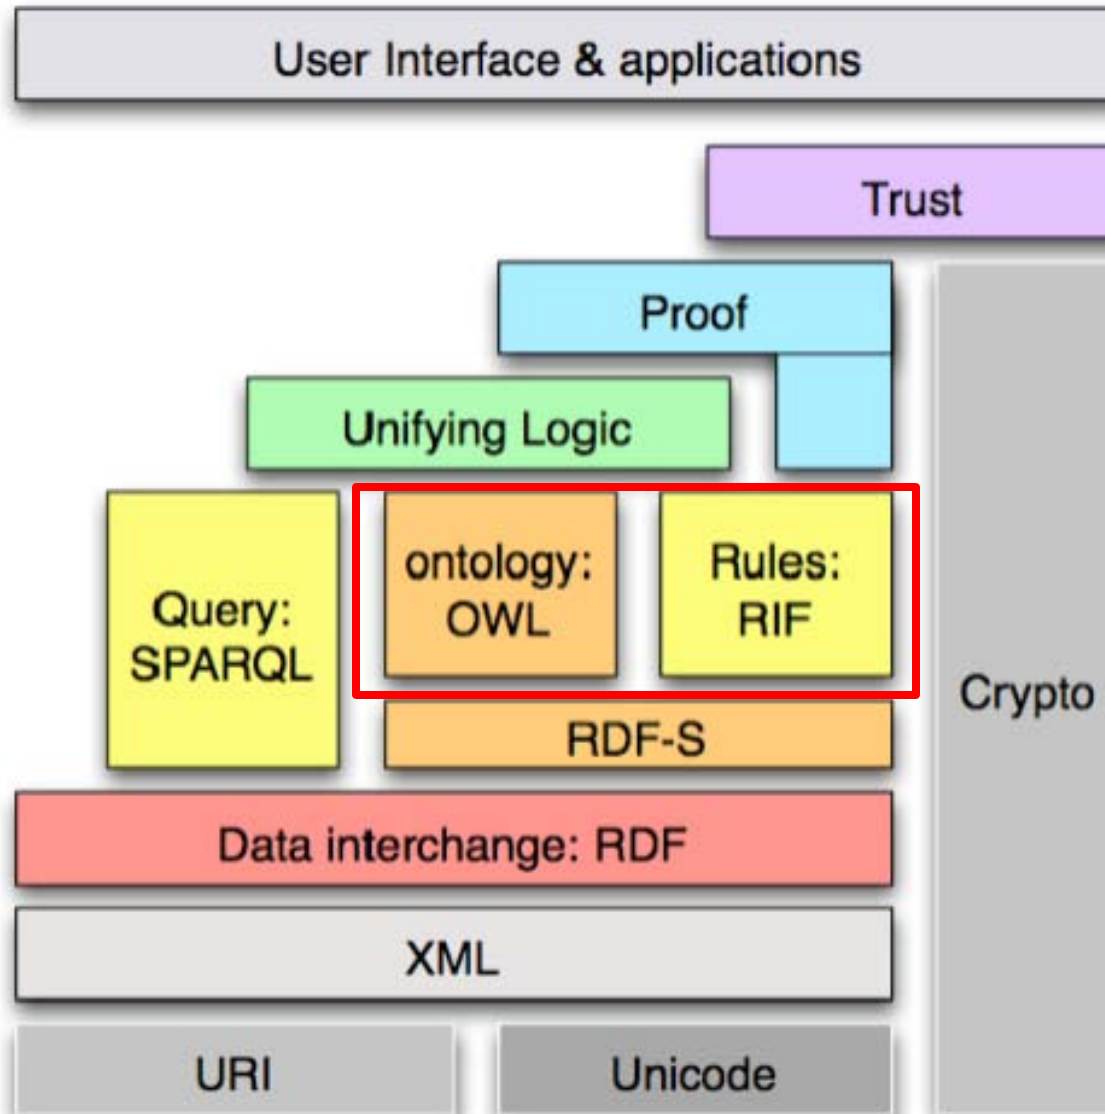 User Interface & applications
Trust
Proof
Unifying Logic
ontology:
OWL
Rules:
RIF
Query:
SPARQL
Crypto
RDF-S
Data interchange: RDF
XML
URI
Unicode